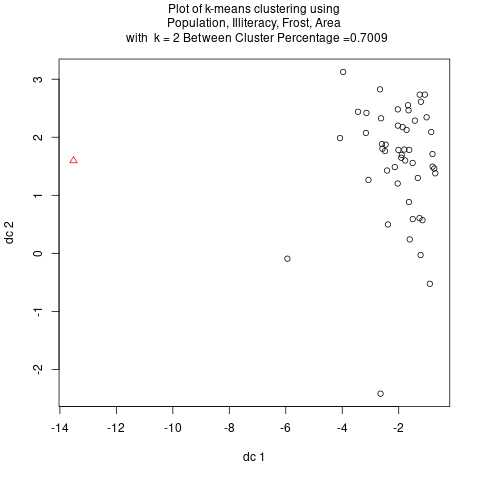 Plot of k-means clustering using
Population, Illiteracy, Frost, Area
with  k = 2 Between Cluster Percentage =0.7009
3
2
1
0
-1
-2
dc 2
-14
-12
-10
-8
-6
-4
-2
dc 1